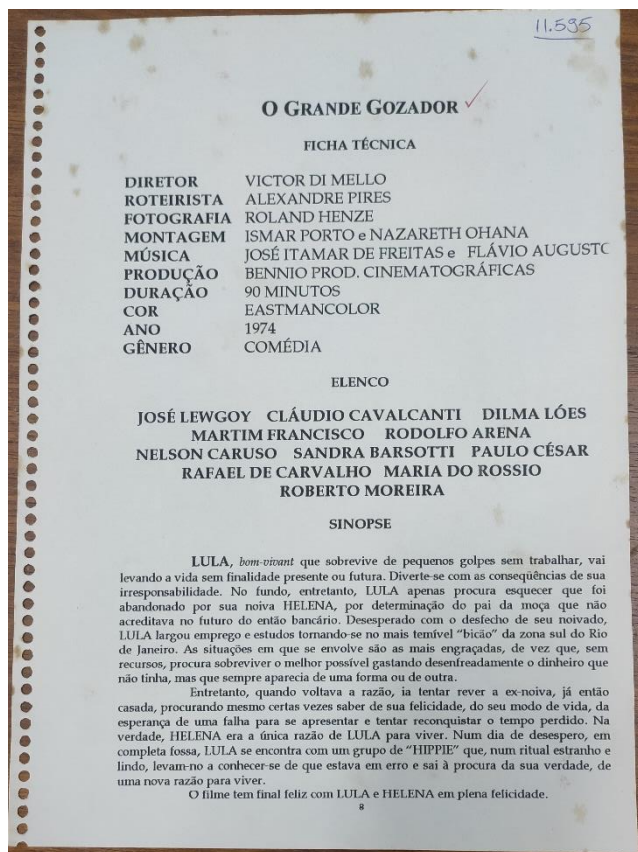 11.595
O GRANDE GOZADOR
FICHA TÉCNICA
DIRETOR VICTOR DI MELLO
ROTEIRISTA ALEXANDRE PIRES
FOTOGRAFIA ROLAND HENZE
MONTAGEM ISMAR PORTO e NAZARETH OHANA
MÚSICA JOSÉ ITAMAR DE FREITAS e FLÁVIO AUGUSTO
PRODUÇÃO BENNIO PROD. CINEMATOGRÁFICAS
DURAÇÃO 90 MINUTOS
COR EASTMANCOLOR
ANO 1974
GÊNERO COMÉDIA
ELENCO
JOSÉ LEWGOY CLÁUDIO CAVALCANTI DILMA LÓES
MARTIM FRANCISCO RODOLFO ARENA
NELSON CARUSO SANDRA BARSOTTI PAULO CÉSAR
RAFAEL DE CARVALHO MARIA DO ROSSIO
ROBERTO MOREIRA
SINOPSE
LULA, bom-vivant que sobrevive de pequenos golpes sem trabalhar, vai
levando a vida sem finalidade presente ou futura. Diverte-se com as conseqüências de sua
irresponsabilidade. No fundo, entretanto, LULA apenas procura esquecer que foi
abandonado por sua noiva HELENA, por determinação do pai da moça que não
acreditava no futuro do então bancário. Desesperado com o desfecho de seu noivado,
LULA largou emprego e estudos tornando-se no mais temível "bicão" da zona sul do Rio
de Janeiro. As situações em que se envolve são as mais engraçadas, de vez que, sem
recursos, procura sobreviver o melhor possível gastando desenfreadamente o dinheiro que
não tinha, mas que sempre aparecia de uma forma ou de outra.
Entretanto, quando voltava a razão, ia tentar rever a ex-noiva, já então
casada, procurando mesmo certas vezes saber de sua felicidade, do seu modo de vida, da
esperança de uma falha para se apresentar e tentar reconquistar o tempo perdido. Na
verdade, HELENA era a única razão de LULA para viver. Num dia de desespero, em
completa fossa, LULA se encontra com um grupo de "HIPPIE" que, num ritual estranho e
lindo, levam-no a conhecer-se de que estava em erro e sai à procura da sua verdade, de
uma nova razão para viver.
O filme tem final feliz com LULA e HELENA em plena felicidade.
8